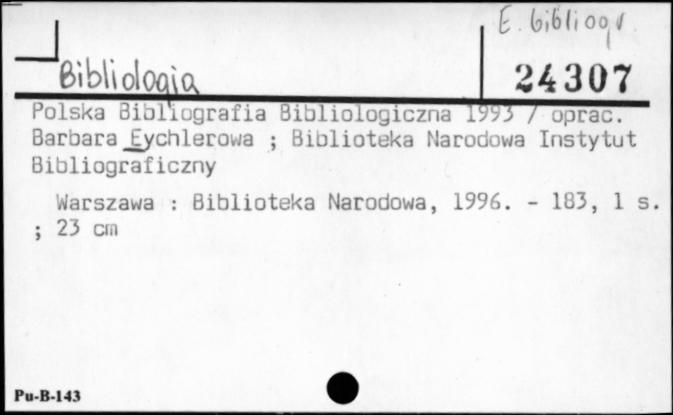 E. bibliogr.
Bibliologia
24307
Polska Bibliografia Bibliologiczna 1993 / oprac.
Barbara Eychlerowa ; Biblioteka Narodowa Instytut
Bibliograficzny
Warszawa : Biblioteka Narodowa, 1996. - 183, 1 s.
; 23 cm
Pu-B-143